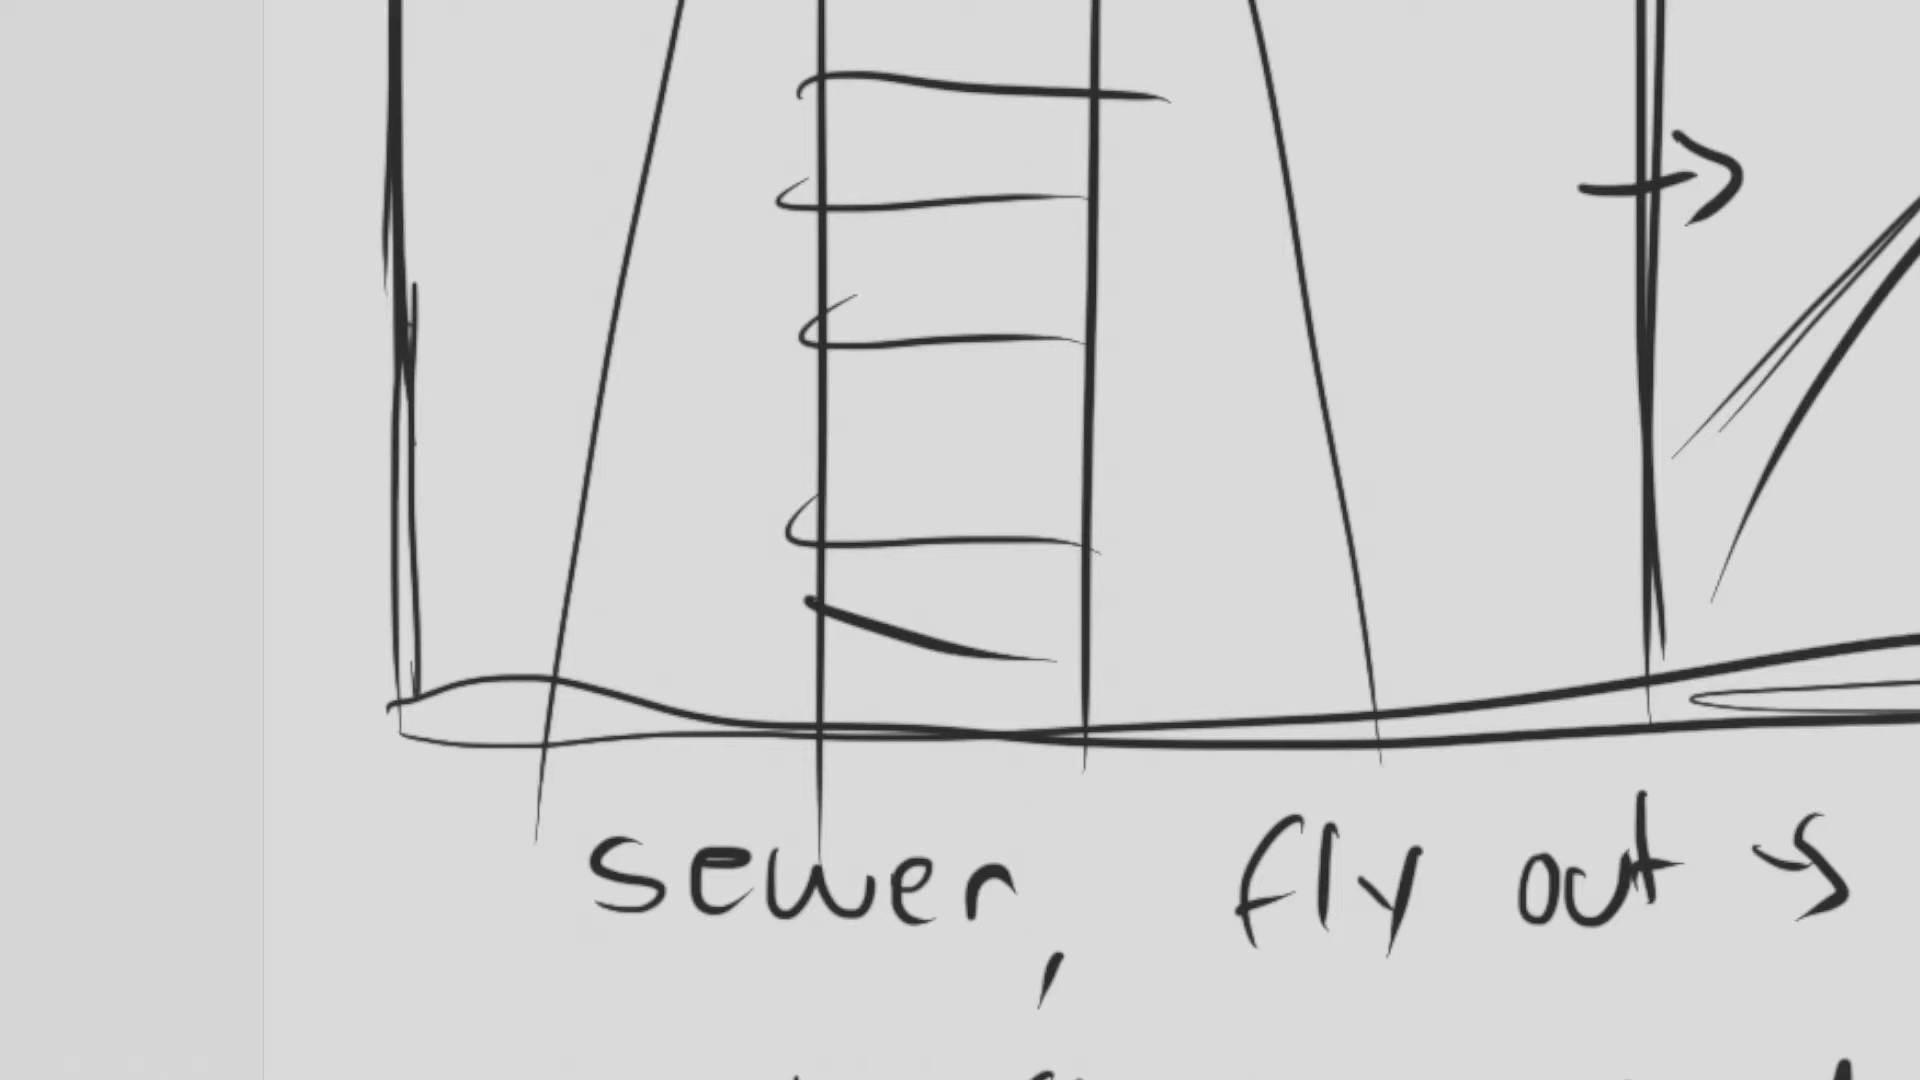 sewer, fly out →